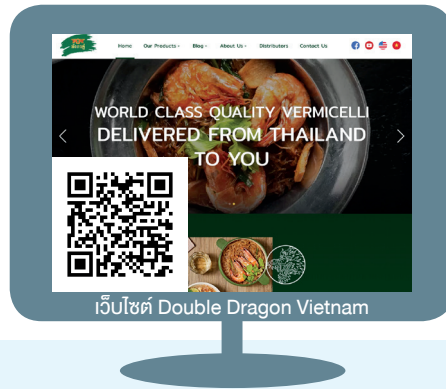 Home Our Products Blog About Us Distributors Contact Us
WORLD CLASS QUALITY VERMICELLI
DELIVERED FROM THAILAND
TO YOU
เว็บไซต์ Double Dragon Vietnam